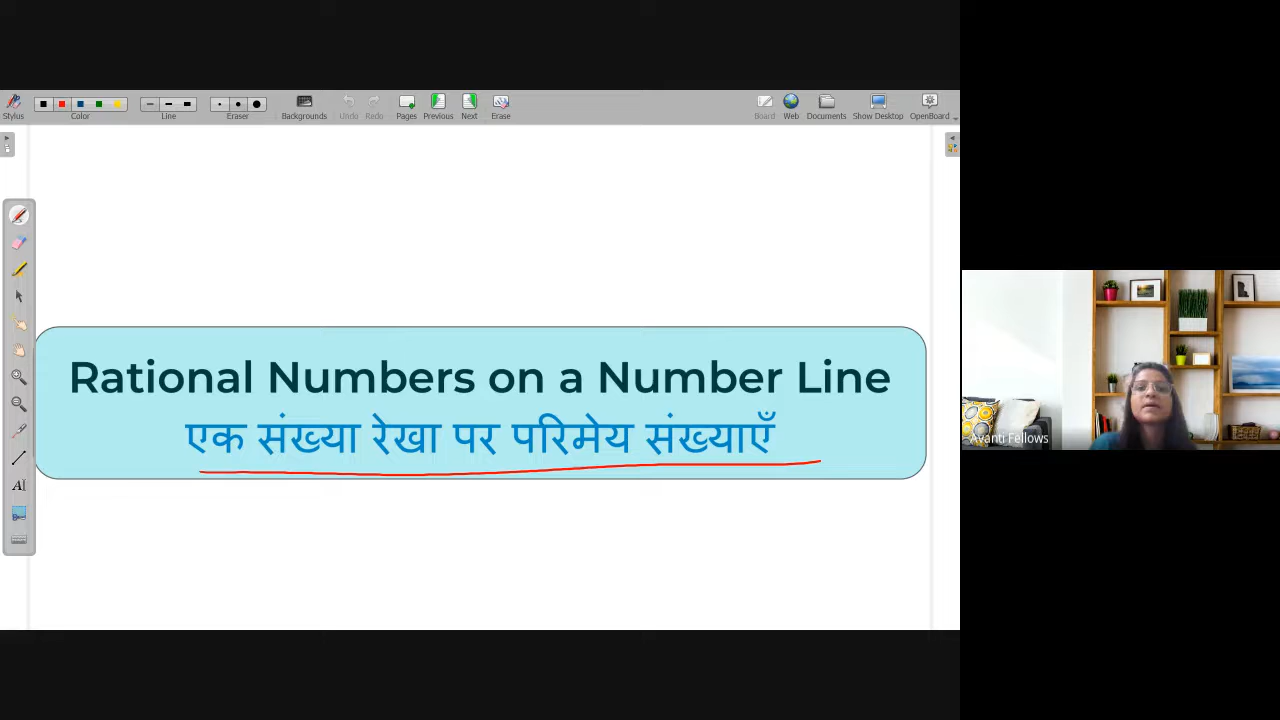 Stylus
Color
Line
Eraser
Backgrounds
Undo
Redo
Pages
Previous
Next
Erase
Board
Web
Documents
Show Desktop
OpenBoard
Rational Numbers on a Number Line
एक संख्या रेखा पर परिमेय संख्याएँ
Avanti Fellows